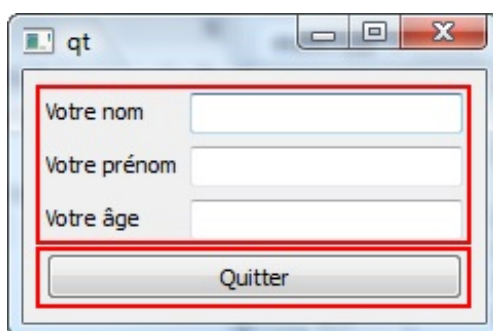 qt
Votre nom
Votre prénom
Votre âge
Quitter